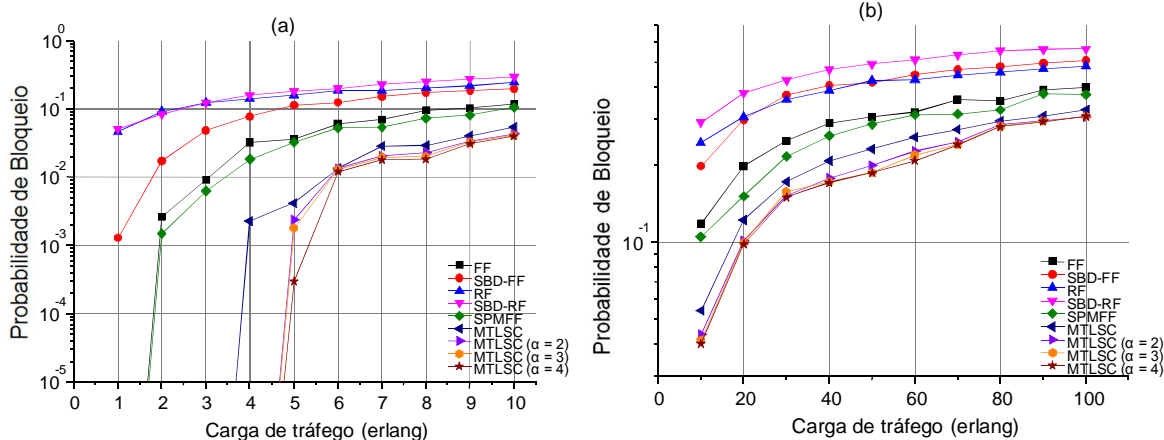 (a)
Probabilidade de Bloqueio
10^0
10^-1
10^-2
10^-3
10^-4
10^-5
0 1 2 3 4 5 6 7 8 9 10
Carga de tráfego (erlang)
FF
SBD-FF
RF
SBD-RF
SPMFF
MTLSC
MTLSC (α = 2)
MTLSC (α = 3)
MTLSC (α = 4)
(b)
Probabilidade de Bloqueio
10^-1
0 20 40 60 80 100
Carga de tráfego (erlang)
FF
SBD-FF
RF
SBD-RF
SPMFF
MTLSC
MTLSC (α = 2)
MTLSC (α = 3)
MTLSC (α = 4)